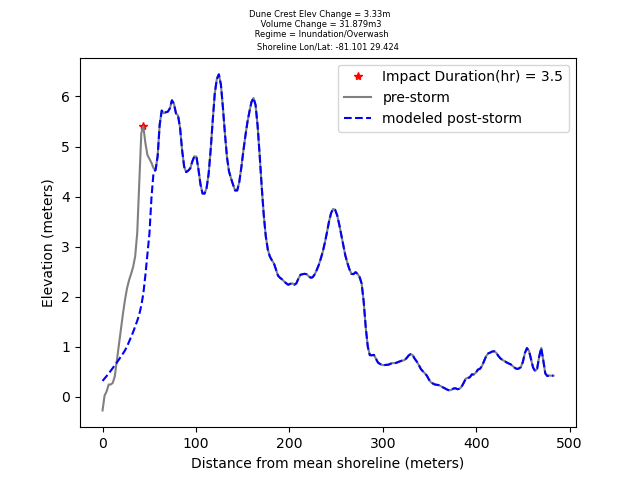 Dune Crest Elev Change = 3.33m
Volume Change = 31.879m3
Regime = Inundation/Overwash
Shoreline Lon/Lat: -81.101 29.424
Impact Duration(hr) = 3.5
pre-storm
modeled post-storm
Elevation (meters)
6
5
4
3
2
1
0
0 100 200 300 400 500
Distance from mean shoreline (meters)